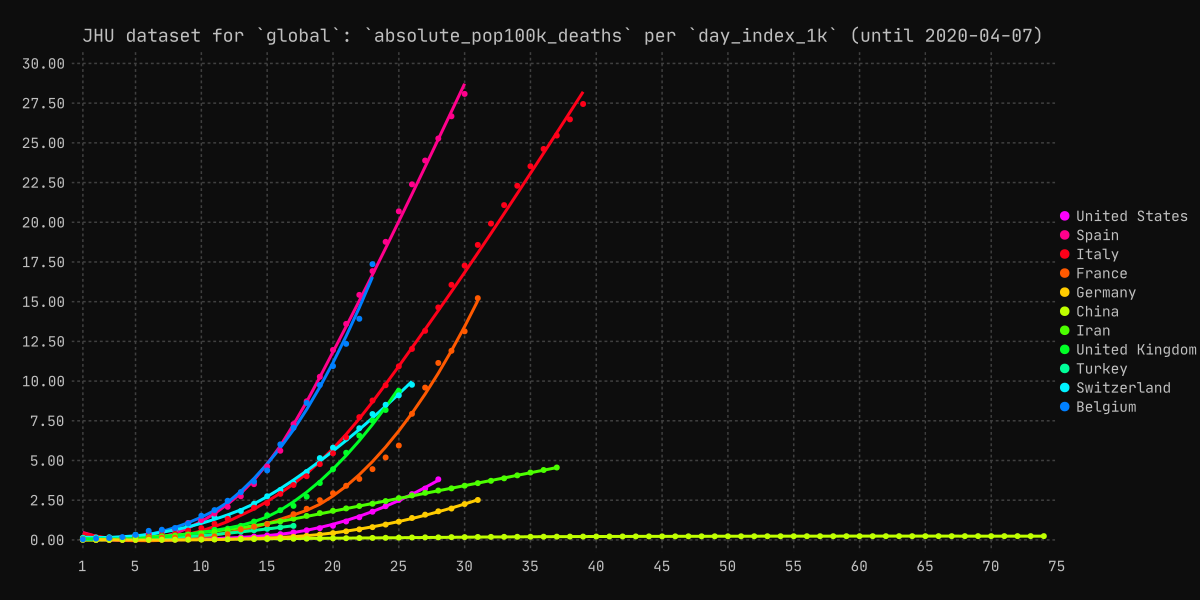 JHU dataset for `global`: `absolute_pop100k_deaths` per `day_index_1k` (until 2020-04-07)
30.00
27.50
25.00
22.50
20.00
17.50
15.00
12.50
10.00
7.50
5.00
2.50
0.00
1 5 10 15 20 25 30 35 40 45 50 55 60 65 70 75
United States
Spain
Italy
France
Germany
China
Iran
United Kingdom
Turkey
Switzerland
Belgium